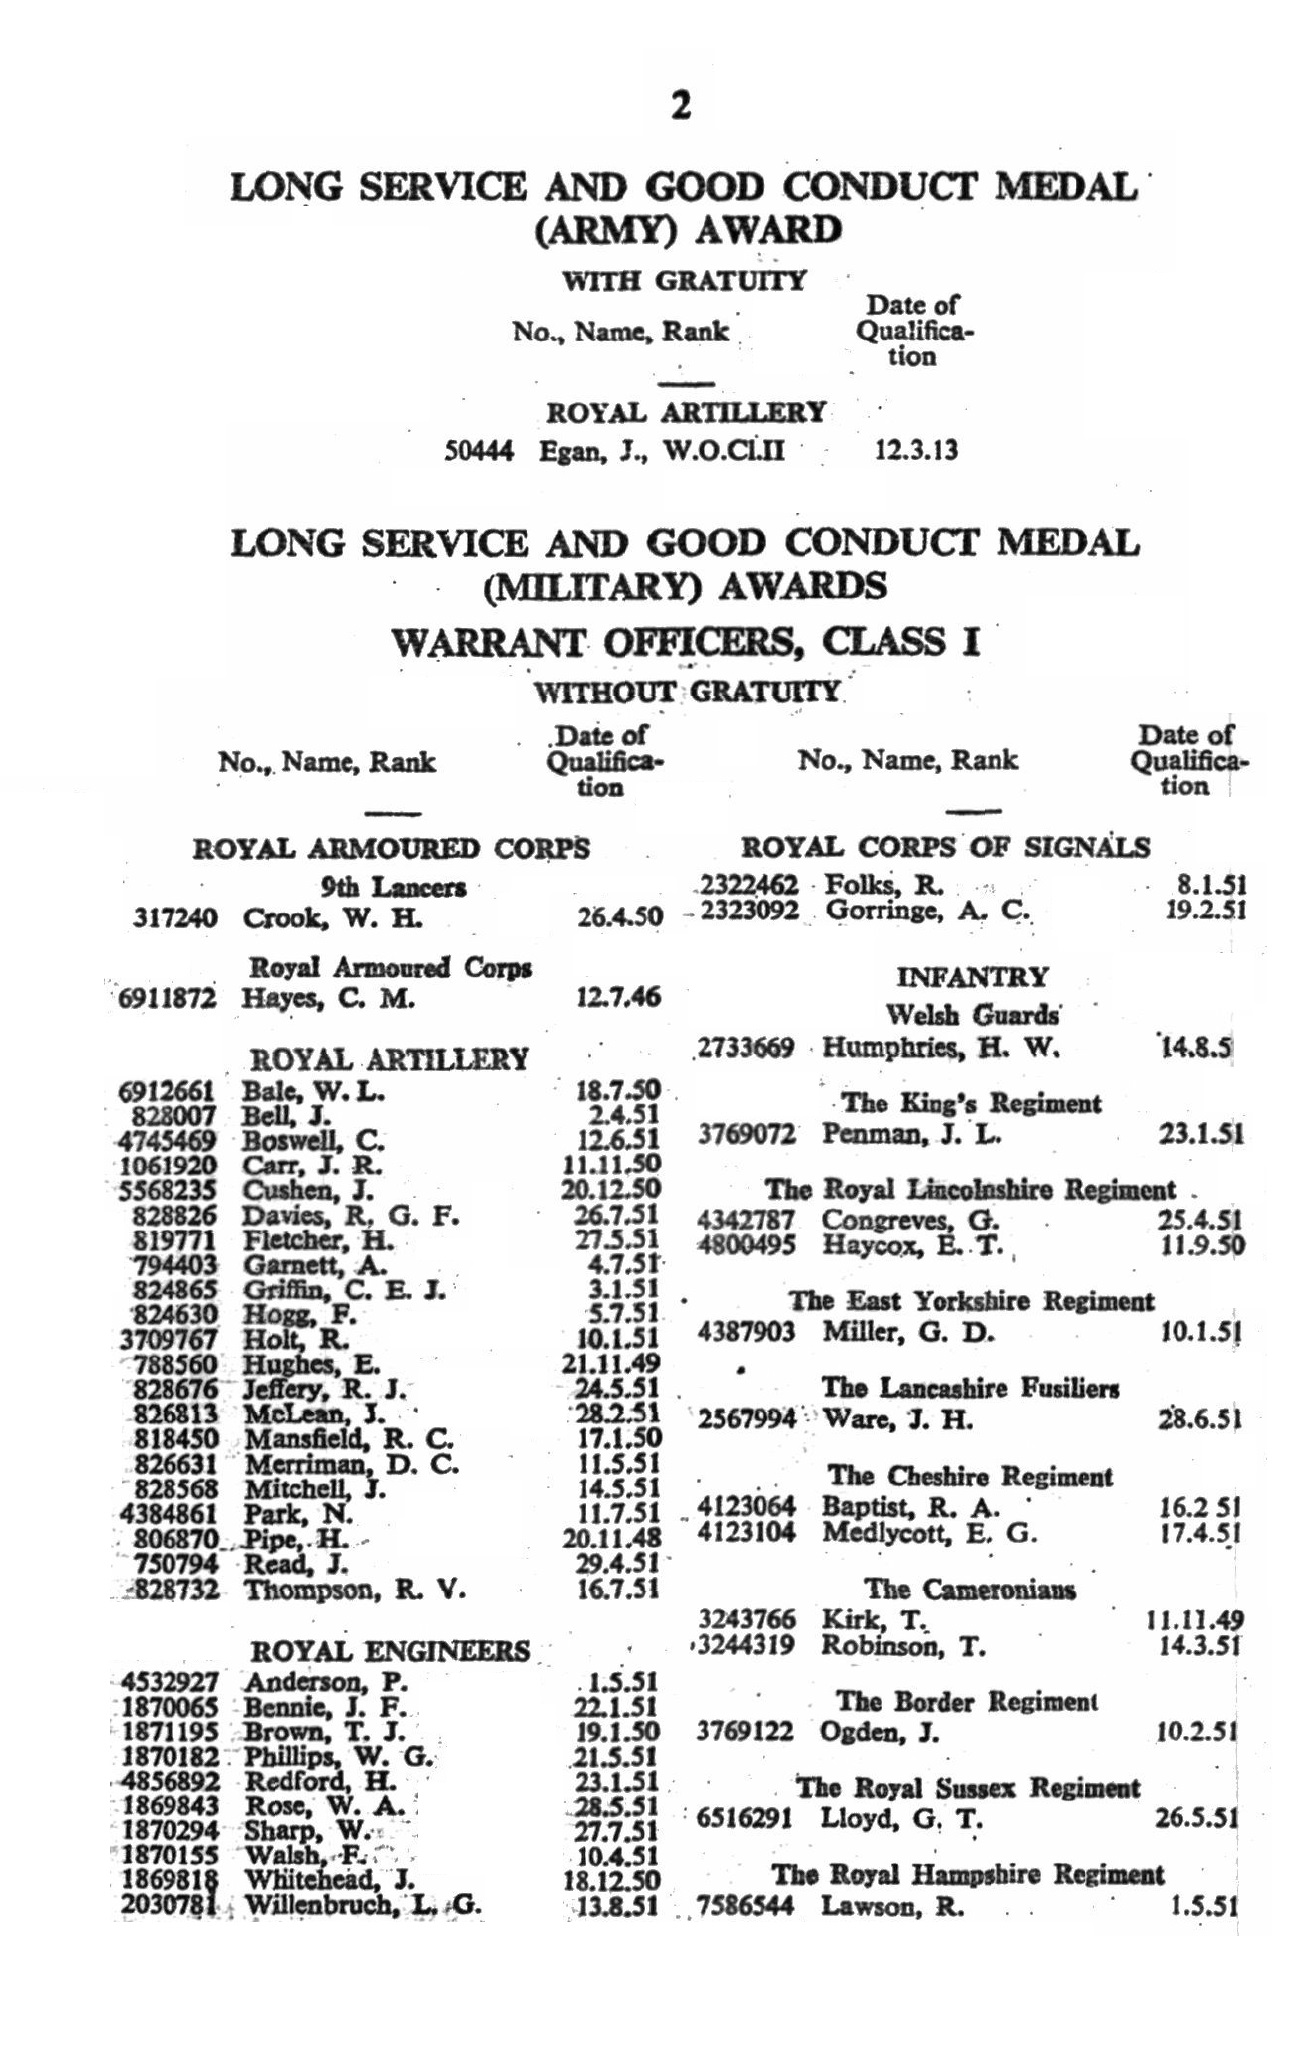 2
LONG SERVICE AND GOOD CONDUCT MEDAL
(ARMY) AWARD
WITH GRATUITY
No., Name, Rank
Date of
Qualifica-
tion
ROYAL ARTILLERY
50444 Egan, J., W.O.Cl.II 12.3.13
LONG SERVICE AND GOOD CONDUCT MEDAL
(MILITARY) AWARDS
WARRANT OFFICERS, CLASS I
WITHOUT GRATUITY
No., Name, Rank
Date of
Qualifica-
tion
ROYAL ARMOURED CORPS
9th Lancers
317240 Crook, W. H. 26.4.50
Royal Armoured Corps
6911872 Hayes, C. M. 12.7.46
ROYAL ARTILLERY
6912661 Bale, W. L. 18.7.50
828007 Bell, J. 2.4.51
4745469 Boswell, C. 12.6.51
1061920 Carr, J. R. 11.11.50
5568235 Cushen, J. 20.12.50
828826 Davies, R. G. F. 26.7.51
819771 Fletcher, H. 27.5.51
794403 Garnett, A. 4.7.51
824865 Griffin, C. E. J. 3.1.51
824630 Hogg, F. 5.7.51
3709767 Holt, R. 10.1.51
788560 Hughes, E. 21.11.49
828676 Jeffery, R. J. 24.5.51
826813 McLean, J. 28.2.51
818450 Mansfield, R. C. 17.1.50
826631 Merriman, D. C. 11.5.51
828568 Mitchell, J. 14.5.51
4384861 Park, N. 11.7.51
806870 Pipe, H. 20.11.48
750794 Read, J. 29.4.51
828732 Thompson, R. V. 16.7.51
ROYAL ENGINEERS
4532927 Anderson, P. 1.5.51
1870065 Bennie, J. F. 22.1.51
1871195 Brown, T. J. 19.1.50
1870182 Phillips, W. G. 21.5.51
4856892 Redford, H. 23.1.51
1869843 Rose, W. A. 28.5.51
1870294 Sharp, W. 27.7.51
1870155 Walsh, F. 10.4.51
1869818 Whitehead, J. 18.12.50
2030781 Willenbruch, L. G. 13.8.51
No., Name, Rank
Date of
Qualifica-
tion
ROYAL CORPS OF SIGNALS
2322462 Folks, R. 8.1.51
2323092 Gorringe, A. C. 19.2.51
INFANTRY
Welsh Guards
2733669 Humphries, H. W. 14.8.5
The King's Regiment
3769072 Penman, J. L. 23.1.51
The Royal Lincolnshire Regiment
4342787 Congreves, G. 25.4.51
4800495 Haycox, E. T. 11.9.50
The East Yorkshire Regiment
4387903 Miller, G. D. 10.1.51
The Lancashire Fusiliers
2567994 Ware, J. H. 28.6.51
The Cheshire Regiment
4123064 Baptist, R. A. 16.2 51
4123104 Medlycott, E. G. 17.4.51
The Cameronians
3243766 Kirk, T. 11.11.49
3244319 Robinson, T. 14.3.51
The Border Regiment
3769122 Ogden, J. 10.2.51
The Royal Sussex Regiment
6516291 Lloyd, G. T. 26.5.51
The Royal Hampshire Regiment
7586544 Lawson, R. 1.5.51